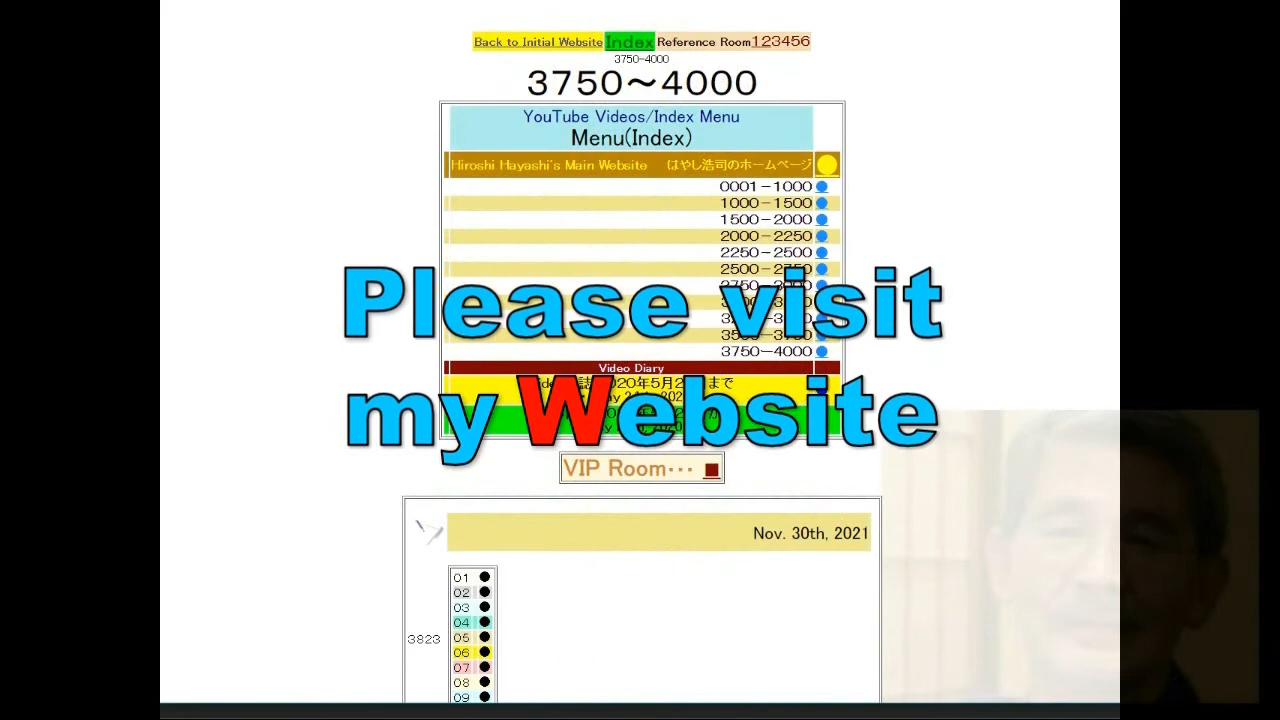 Back to Initial Website Index Reference Room123456
3750-4000
3750～4000
YouTube Videos/Index Menu
Menu(Index)
Hiroshi Hayashi's Main Website はやし浩司のホームページ
0001-1000
1000-1500
1500-2000
2000-2250
2250-2500
2500-2750
Please visit
3750-4000
Video Diary
my Website
VIP Room…
Nov. 30th, 2021
3823
01
02
03
04
05
06
07
08
09